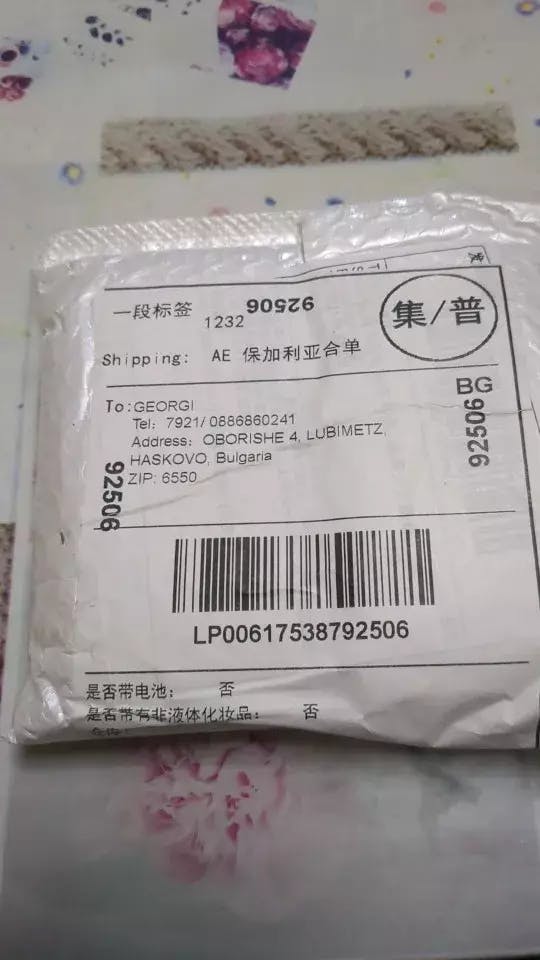 一段标签
1232
92506
集/普
Shipping: AE 保加利亚合单
BG
To:GEORGI
Tel: 7921/ 0886860241
Address: OBORISHE 4, LUBIMETZ,
HASKOVO, Bulgaria
ZIP: 6550
92506
92506
LP00617538792506
是否带电池: 否
是否带有非液体化妆品: 否